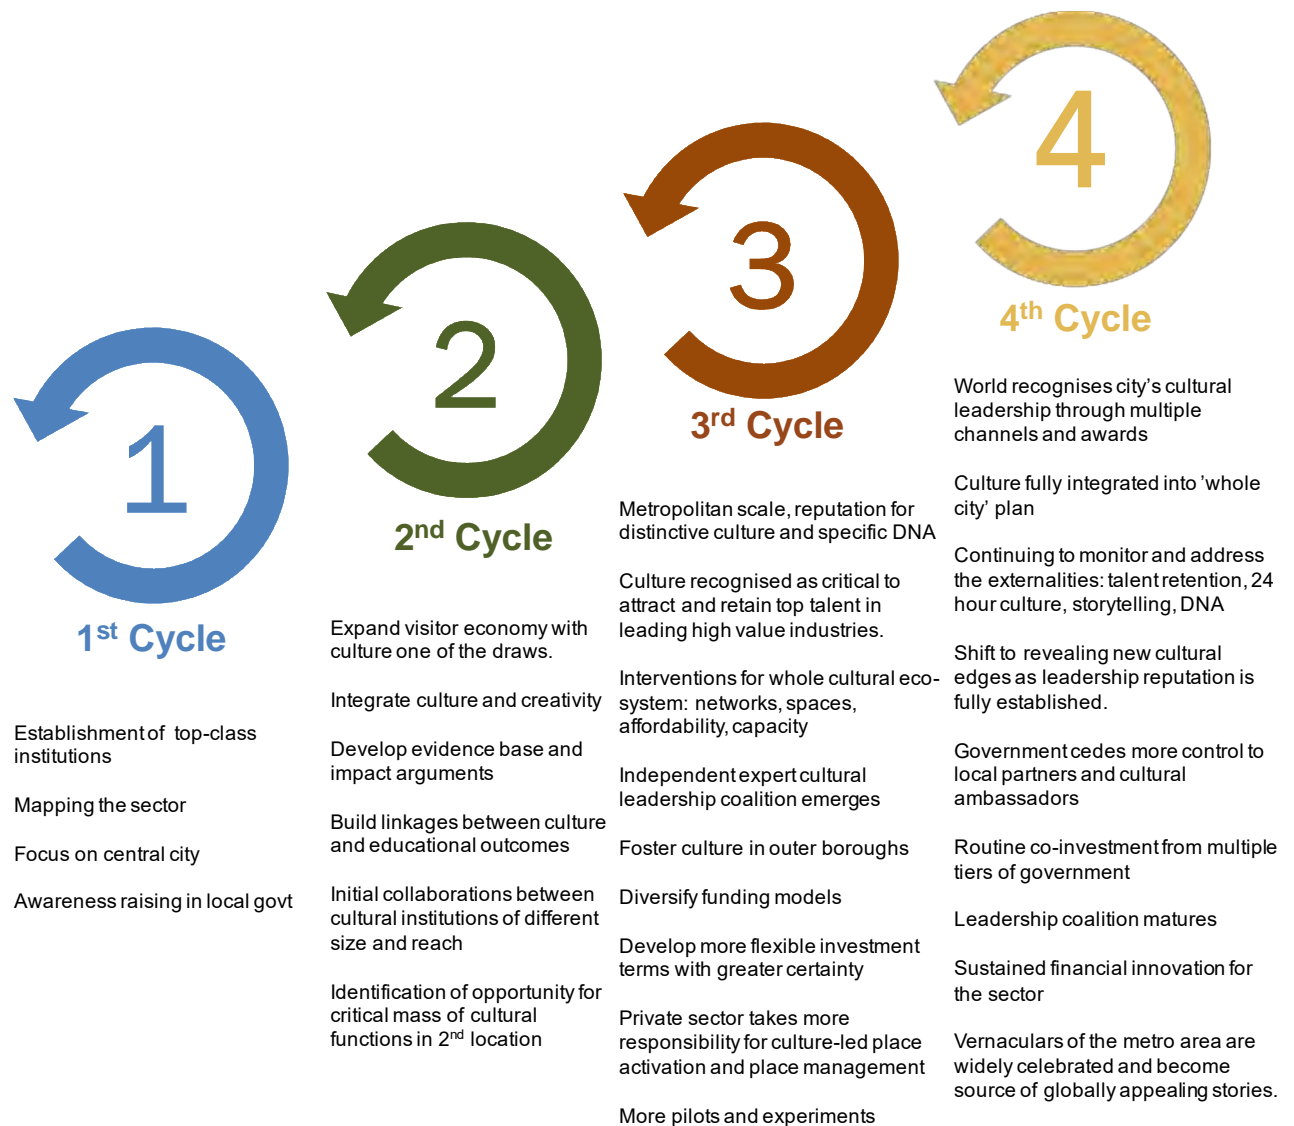 1
1st Cycle
Establishment of top-class
institutions
Mapping the sector
Focus on central city
Awareness raising in local govt
2
2nd Cycle
Expand visitor economy with
culture one of the draws.
Integrate culture and creativity
Develop evidence base and
impact arguments
Build linkages between culture
and educational outcomes
Initial collaborations between
cultural institutions of different
size and reach
Identification of opportunity for
critical mass of cultural
functions in 2nd location
3
3rd Cycle
Metropolitan scale, reputation for
distinctive culture and specific DNA
Culture recognised as critical to
attract and retain top talent in
leading high value industries.
Interventions for whole cultural eco-
system: networks, spaces,
affordability, capacity
Independent expert cultural
leadership coalition emerges
Foster culture in outer boroughs
Diversify funding models
Develop more flexible investment
terms with greater certainty
Private sector takes more
responsibility for culture-led place
activation and place management
More pilots and experiments
4
4th Cycle
World recognises city's cultural
leadership through multiple
channels and awards
Culture fully integrated into 'whole
city' plan
Continuing to monitor and address
the externalities: talent retention, 24
hour culture, storytelling, DNA
Shift to revealing new cultural
edges as leadership reputation is
fully established.
Government cedes more control to
local partners and cultural
ambassadors
Routine co-investment from multiple
tiers of government
Leadership coalition matures
Sustained financial innovation for
the sector
Vernaculars of the metro area are
widely celebrated and become
source of globally appealing stories.